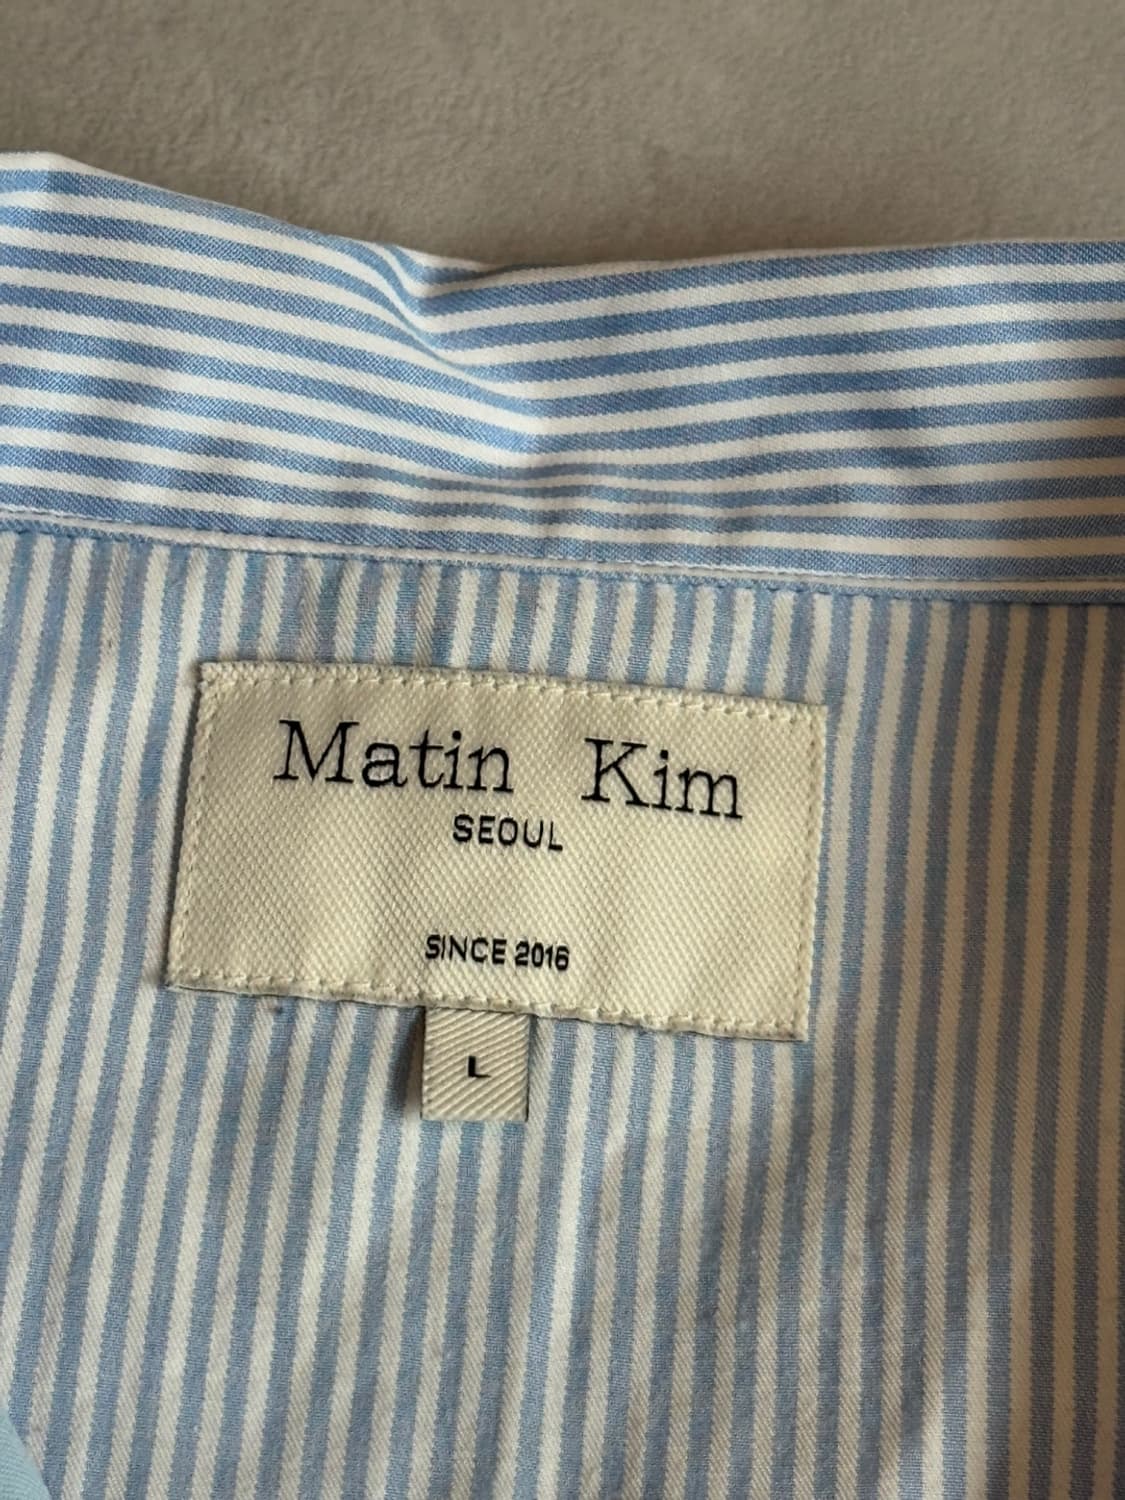 Matin Kim
SEOUL
SINCE 2016
L